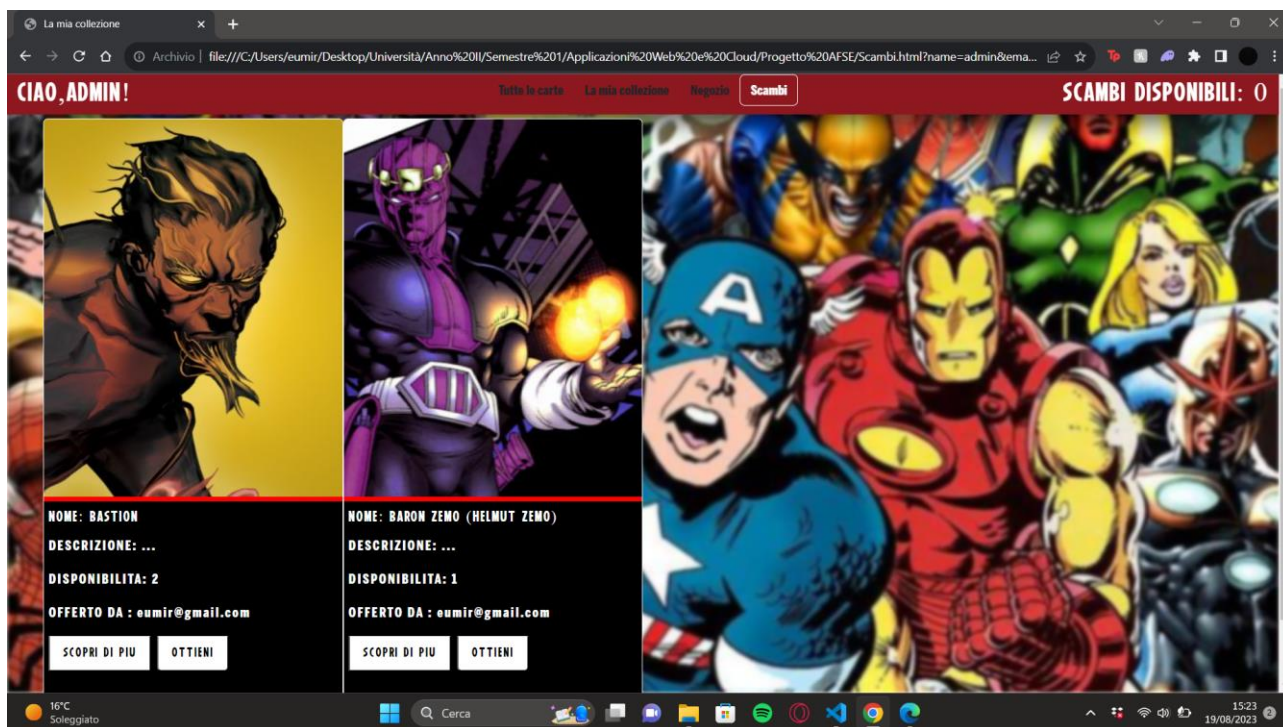 La mia collezione
Archivio | file:///C:/Users/eumir/Desktop/Università/Anno%20II/Semestre%201/Applicazioni%20Web%20e%20Cloud/Progetto%20AFSE/Scambi.html?name=admin&ema...
CIAO,ADMIN!
Tutte le carte La mia collezione Negozio Scambi
SCAMBI DISPONIBILI: 0
A
NOME: BASTION
DESCRIZIONE: ...
DISPONIBILITA: 2
OFFERTO DA : eumir@gmail.com
SCOPRI DI PIU OTTIENI
NOME: BARON ZEMO (HELMUT ZEMO)
DESCRIZIONE: ...
DISPONIBILITA: 1
OFFERTO DA : eumir@gmail.com
SCOPRI DI PIU OTTIENI
16°C
Soleggiato
Cerca
15:23
19/08/2023
2